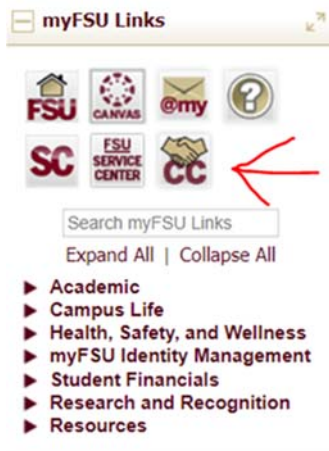 myFSU Links
FSU
CANVAS
@my
?
SC
FSU
SERVICE
CENTER
CC
Search myFSU Links
Expand All | Collapse All
Academic
Campus Life
Health, Safety, and Wellness
myFSU Identity Management
Student Financials
Research and Recognition
Resources